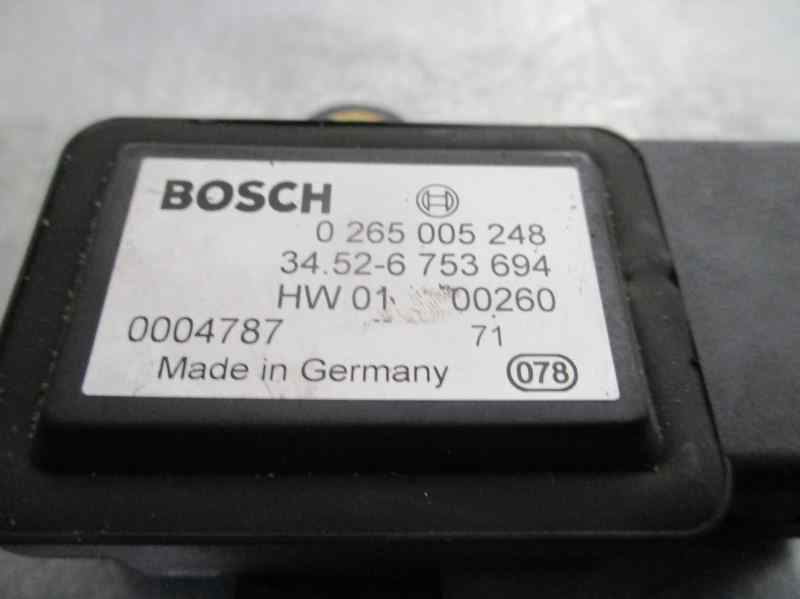 BOSCH
0 265 005 248
34.52-6 753 694
HW 01 00260
0004787 71
Made in Germany 078